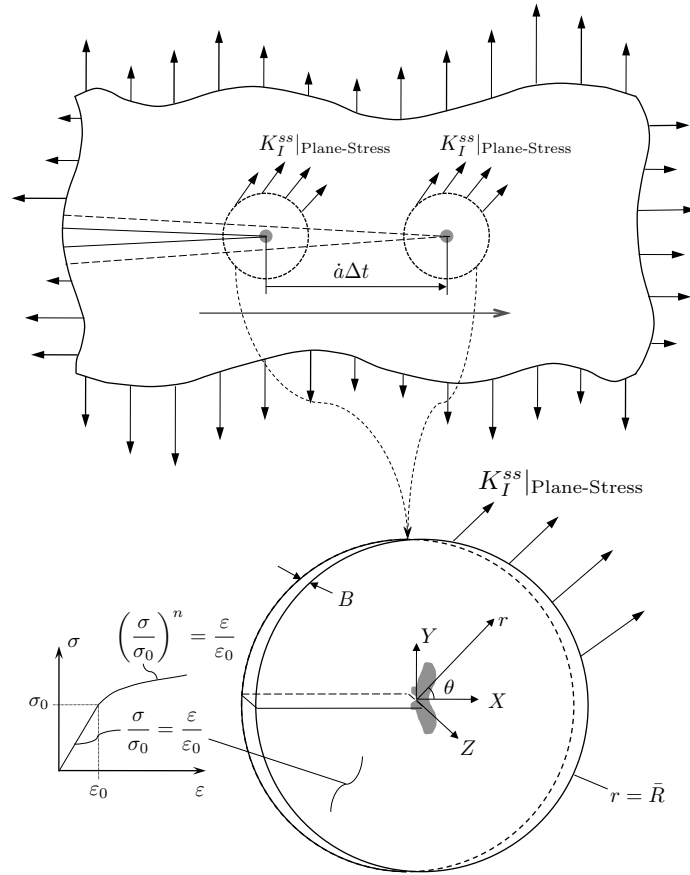 K_I^{ss}|_{Plane-Stress} K_I^{ss}|_{Plane-Stress}
ȧΔt
K_I^{ss}|_{Plane-Stress}
B
r
Y
θ
X
Z
σ
(σ/σ_0)^n = ε/ε_0
σ_0
σ/σ_0 = ε/ε_0
ε_0
ε
r = R̄